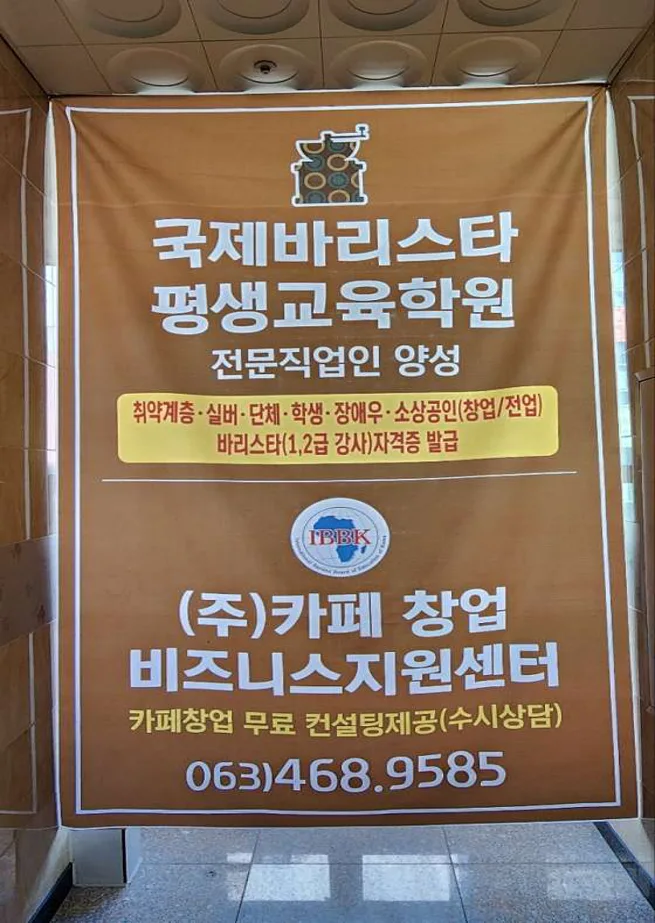 국제바리스타
평생교육학원
전문직업인 양성
취약계층·실버·단체·학생·장애우·소상공인(창업/전업)
바리스타(1,2급 강사)자격증 발급
IBBK
(주)카페 창업
비즈니스지원센터
카페창업 무료 컨설팅제공(수시상담)
063)468.9585